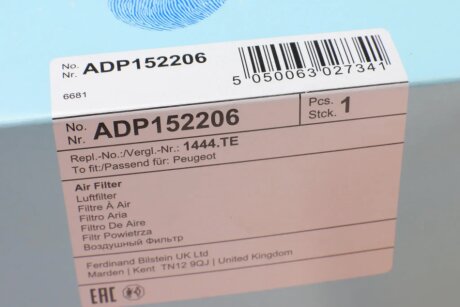 No. Nr. ADP152206
6681
5 050063 027341
No. Nr. ADP152206
Pcs. Stck. 1
Repl.-No.:/Vergl.-Nr.: 1444.TE
To fit:/Passend für: Peugeot
Air Filter
Luftfilter
Filtre À Air
Filtro Aria
Filtro De Aire
Filtr Powietrza
Воздушный Фильтр
Ferdinand Bilstein UK Ltd
Marden | Kent TN12 9QJ | United Kingdom
EAC